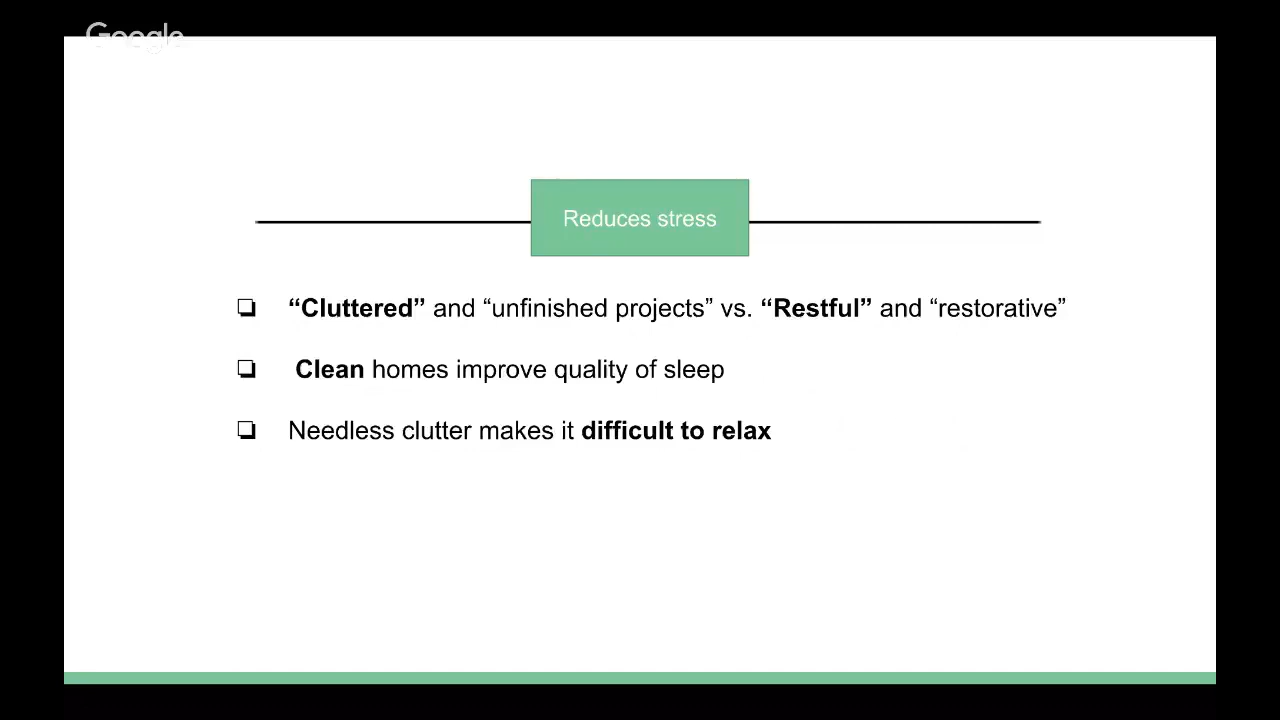 Google
Reduces stress
❏ “Cluttered” and “unfinished projects” vs. “Restful” and “restorative”
❏ Clean homes improve quality of sleep
❏ Needless clutter makes it difficult to relax